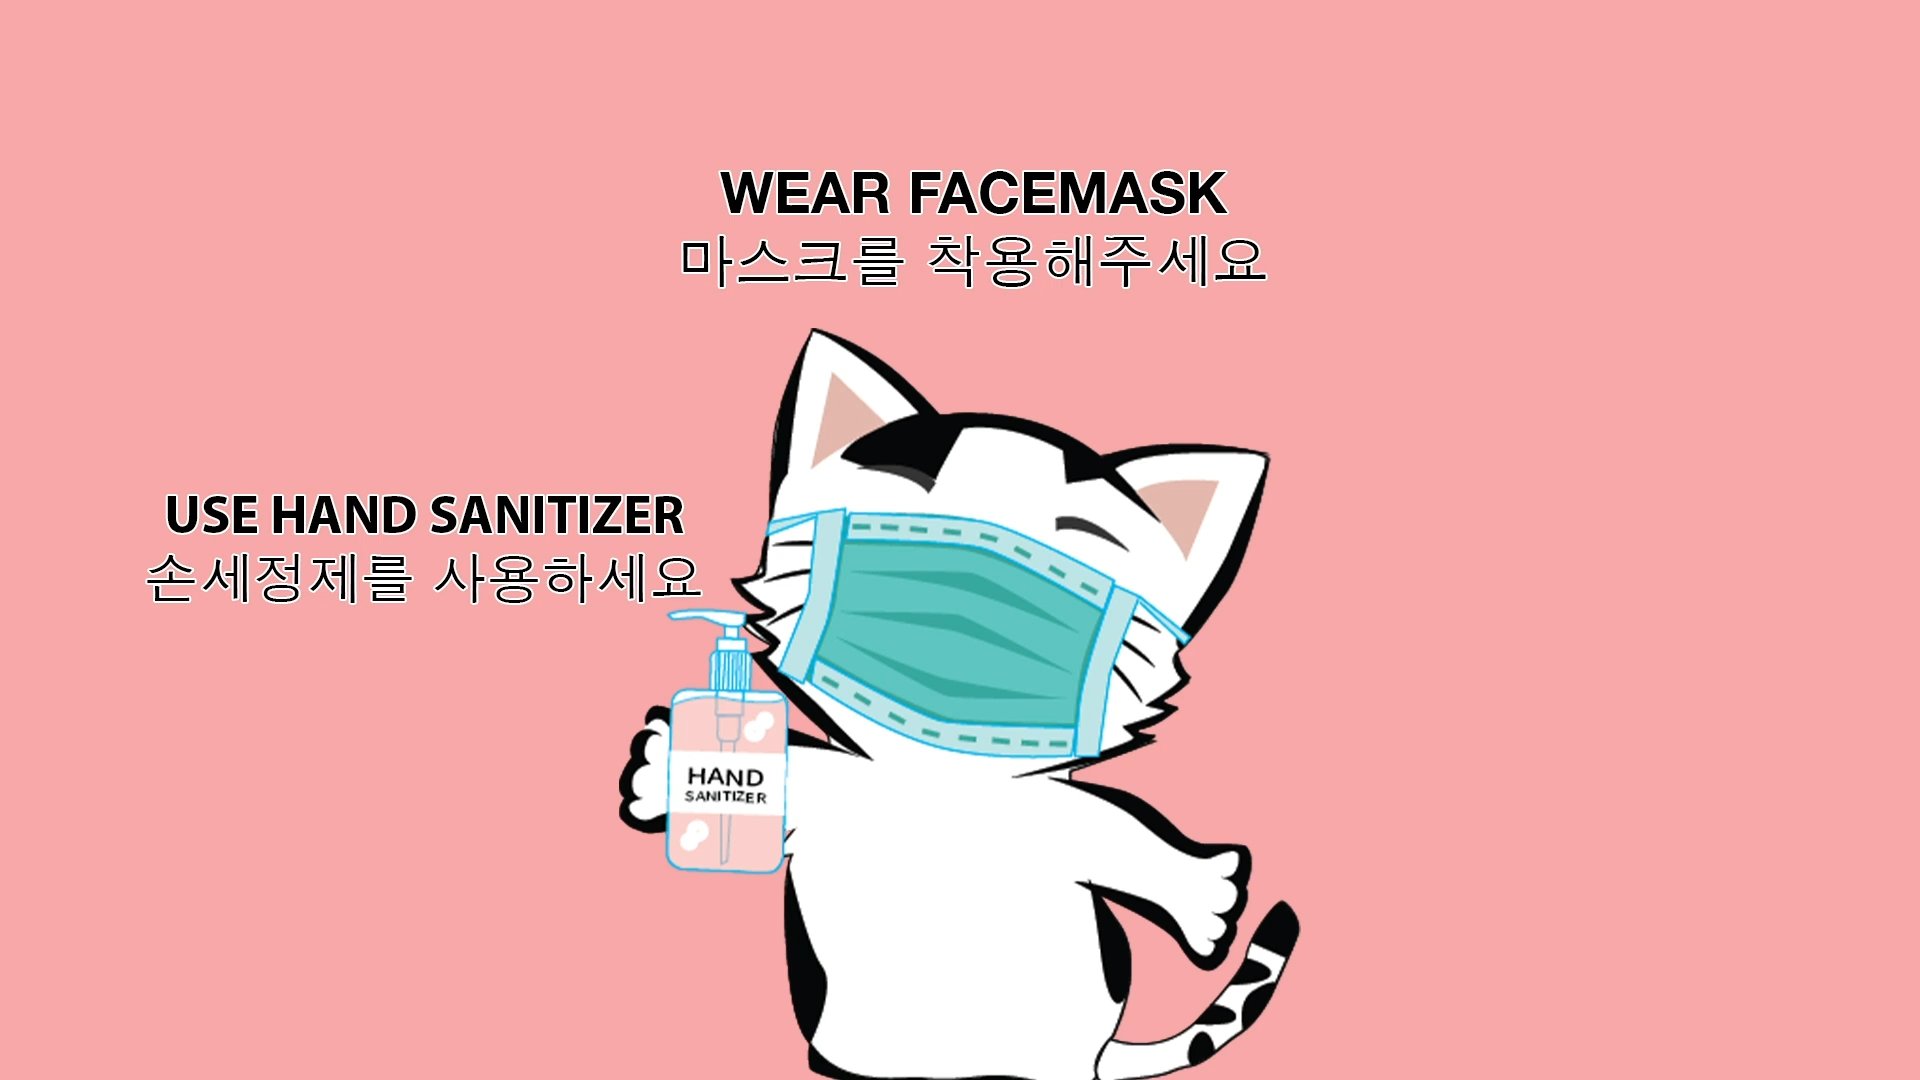 WEAR FACEMASK
마스크를 착용해주세요
USE HAND SANITIZER
손세정제를 사용하세요
HAND
SANITIZER